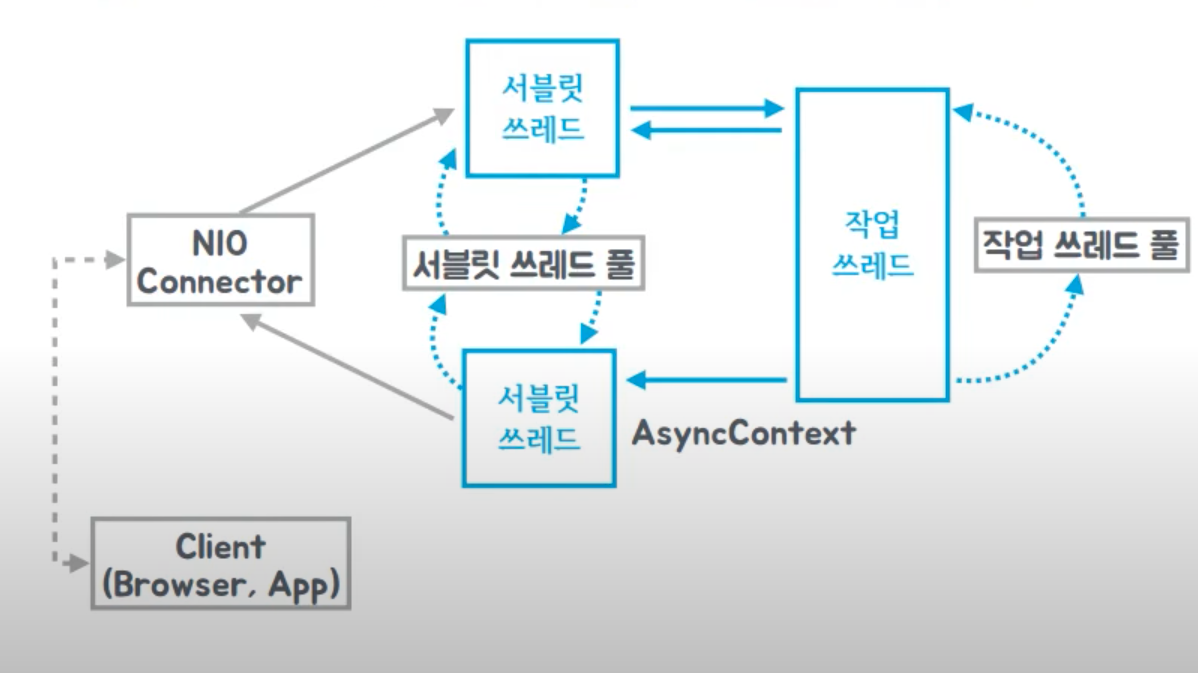 서블릿
쓰레드
작업
쓰레드
NIO
Connector
서블릿 쓰레드 풀
작업 쓰레드 풀
서블릿
쓰레드
AsyncContext
Client
(Browser, App)